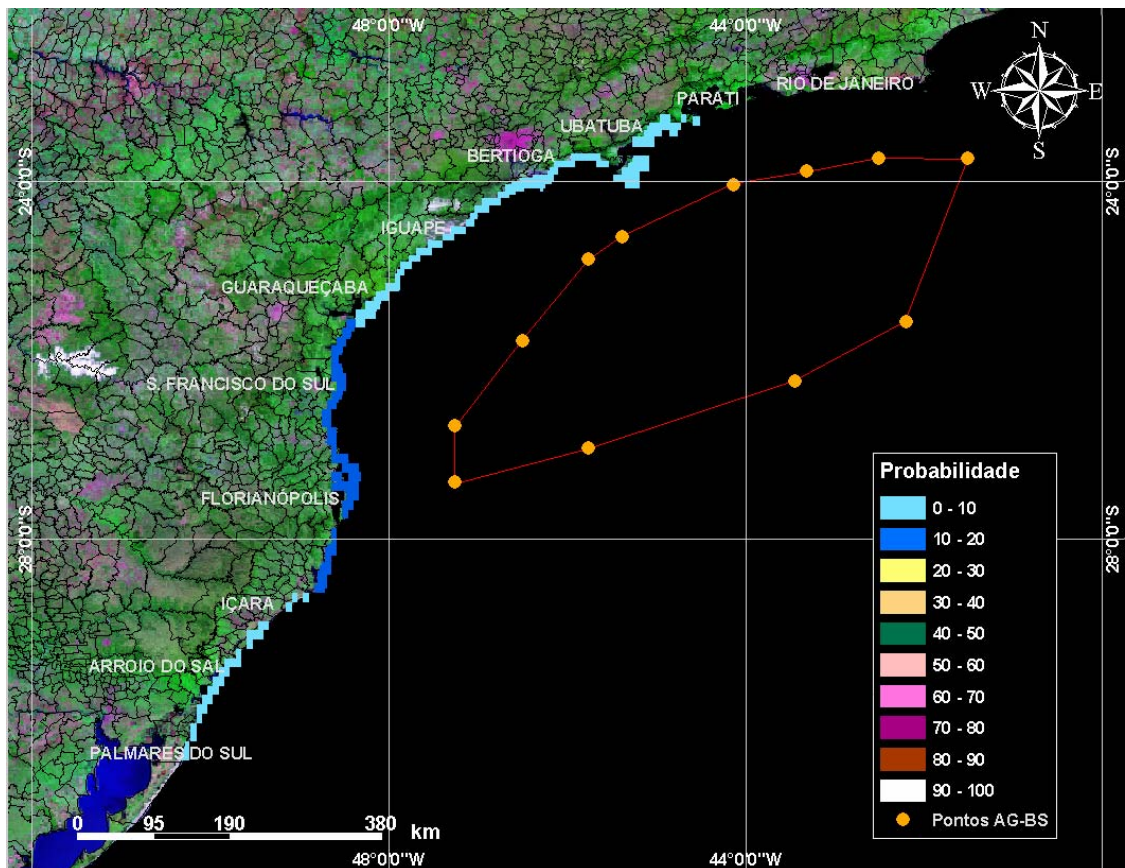 48°0'0"W
44°0'0"W
N
W
E
S
RIO DE JANEIRO
PARATI
UBATUBA
BERTIOGA
24°0'0"S
24°0'0"S
IGUAPE
GUARAQUEÇABA
S. FRANCISCO DO SUL
FLORIANÓPOLIS
28°0'0"S
28°0'0"S
IÇARA
ARROIO DO SAL
PALMARES DO SUL
Probabilidade
0 - 10
10 - 20
20 - 30
30 - 40
40 - 50
50 - 60
60 - 70
70 - 80
80 - 90
90 - 100
Pontos AG-BS
0 95 190 380
km
48°0'0"W
44°0'0"W